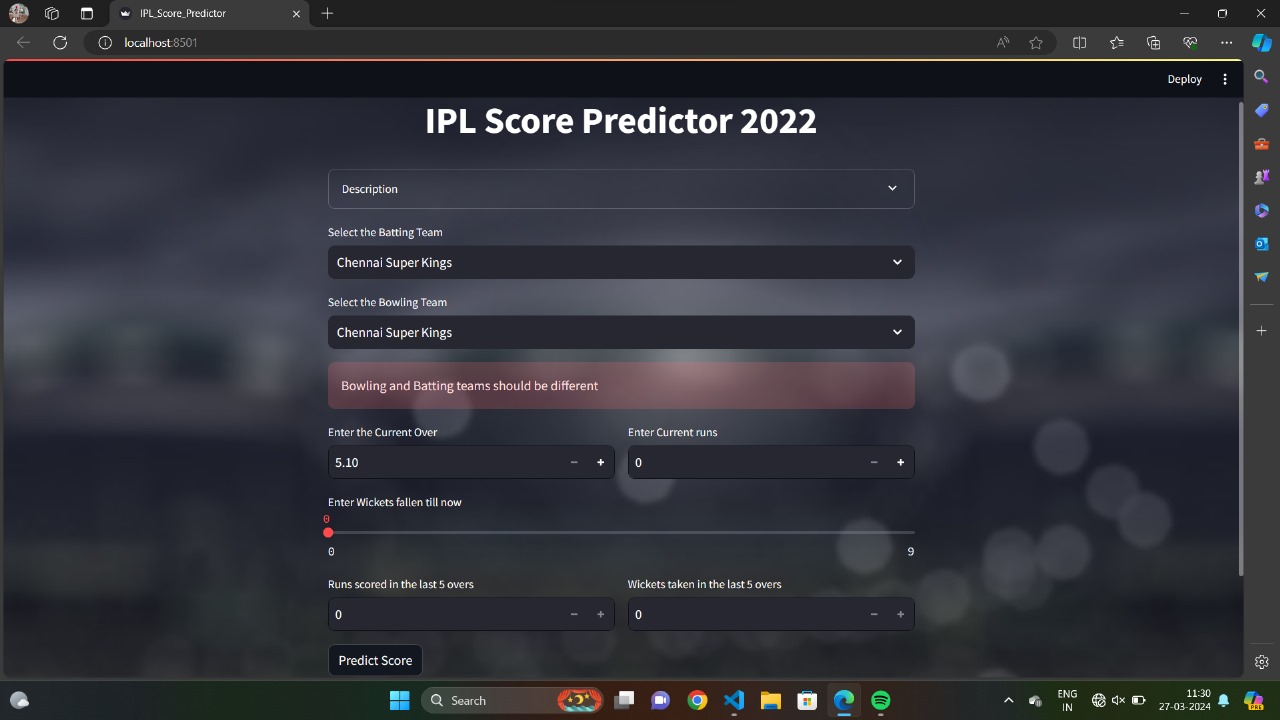 IPL_Score_Predictor
localhost:8501
Deploy
IPL Score Predictor 2022
Description
Select the Batting Team
Chennai Super Kings
Select the Bowling Team
Chennai Super Kings
Bowling and Batting teams should be different
Enter the Current Over
Enter Current runs
5.10
0
Enter Wickets fallen till now
0
0
9
Runs scored in the last 5 overs
Wickets taken in the last 5 overs
0
0
Predict Score
Search
ENG
IN
11:30
27-03-2024
PRE